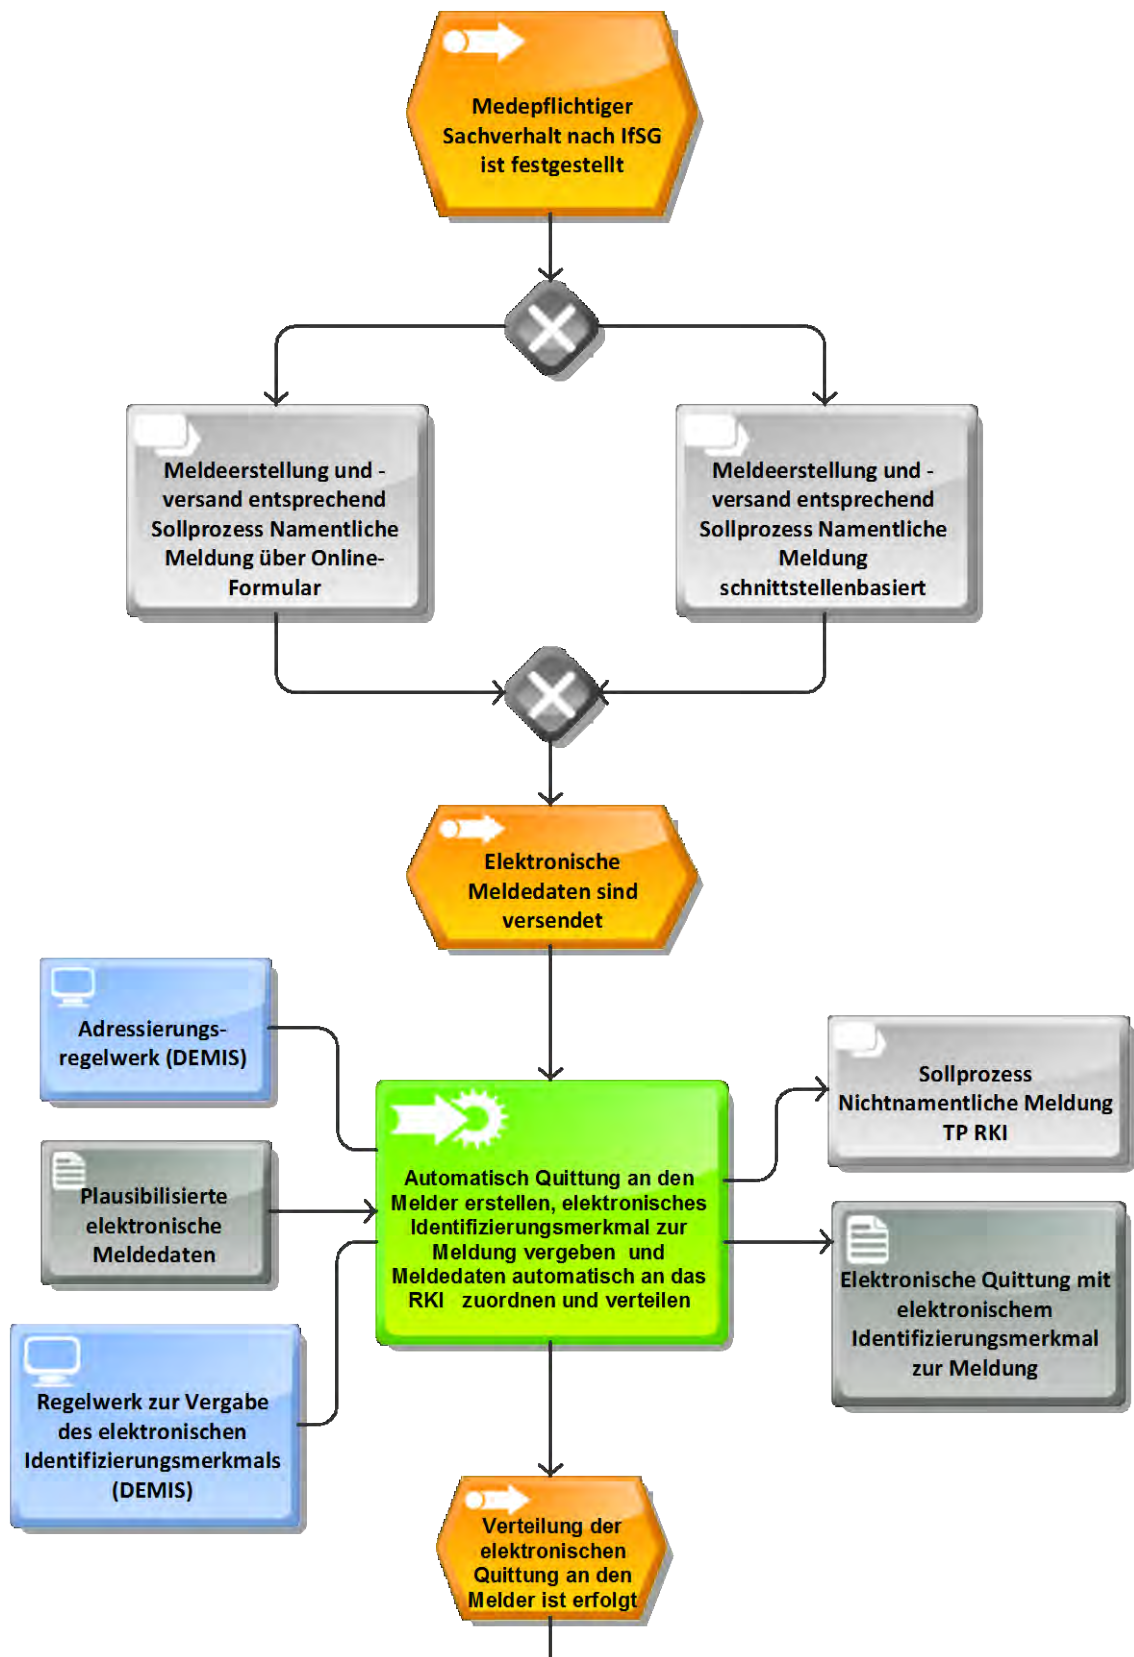 Medepflichtiger
Sachverhalt nach IfSG
ist festgestellt
Meldeerstellung und -
versand entsprechend
Sollprozess Namentliche
Meldung über Online-
Formular
Meldeerstellung und -
versand entsprechend
Sollprozess Namentliche
Meldung
schnittstellenbasiert
Elektronische
Meldedaten sind
versendet
Adressierungs-
regelwerk (DEMIS)
Plausibilisierte
elektronische
Meldedaten
Regelwerk zur Vergabe
des elektronischen
Identifizierungsmerkmals
(DEMIS)
Automatisch Quittung an den
Melder erstellen, elektronisches
Identifizierungsmerkmal zur
Meldung vergeben und
Meldedaten automatisch an das
RKI zuordnen und verteilen
Sollprozess
Nichtnamentliche Meldung
TP RKI
Elektronische Quittung mit
elektronischem
Identifizierungsmerkmal
zur Meldung
Verteilung der
elektronischen
Quittung an den
Melder ist erfolgt